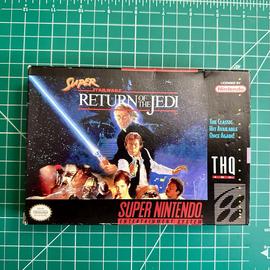 SUPER
STAR WARS
RETURN OF THE JEDI
LICENSED BY
Nintendo
THE CLASSIC
HIT AVAILABLE
ONCE AGAIN!
THQ
SUPER NINTENDO
ENTERTAINMENT SYSTEM